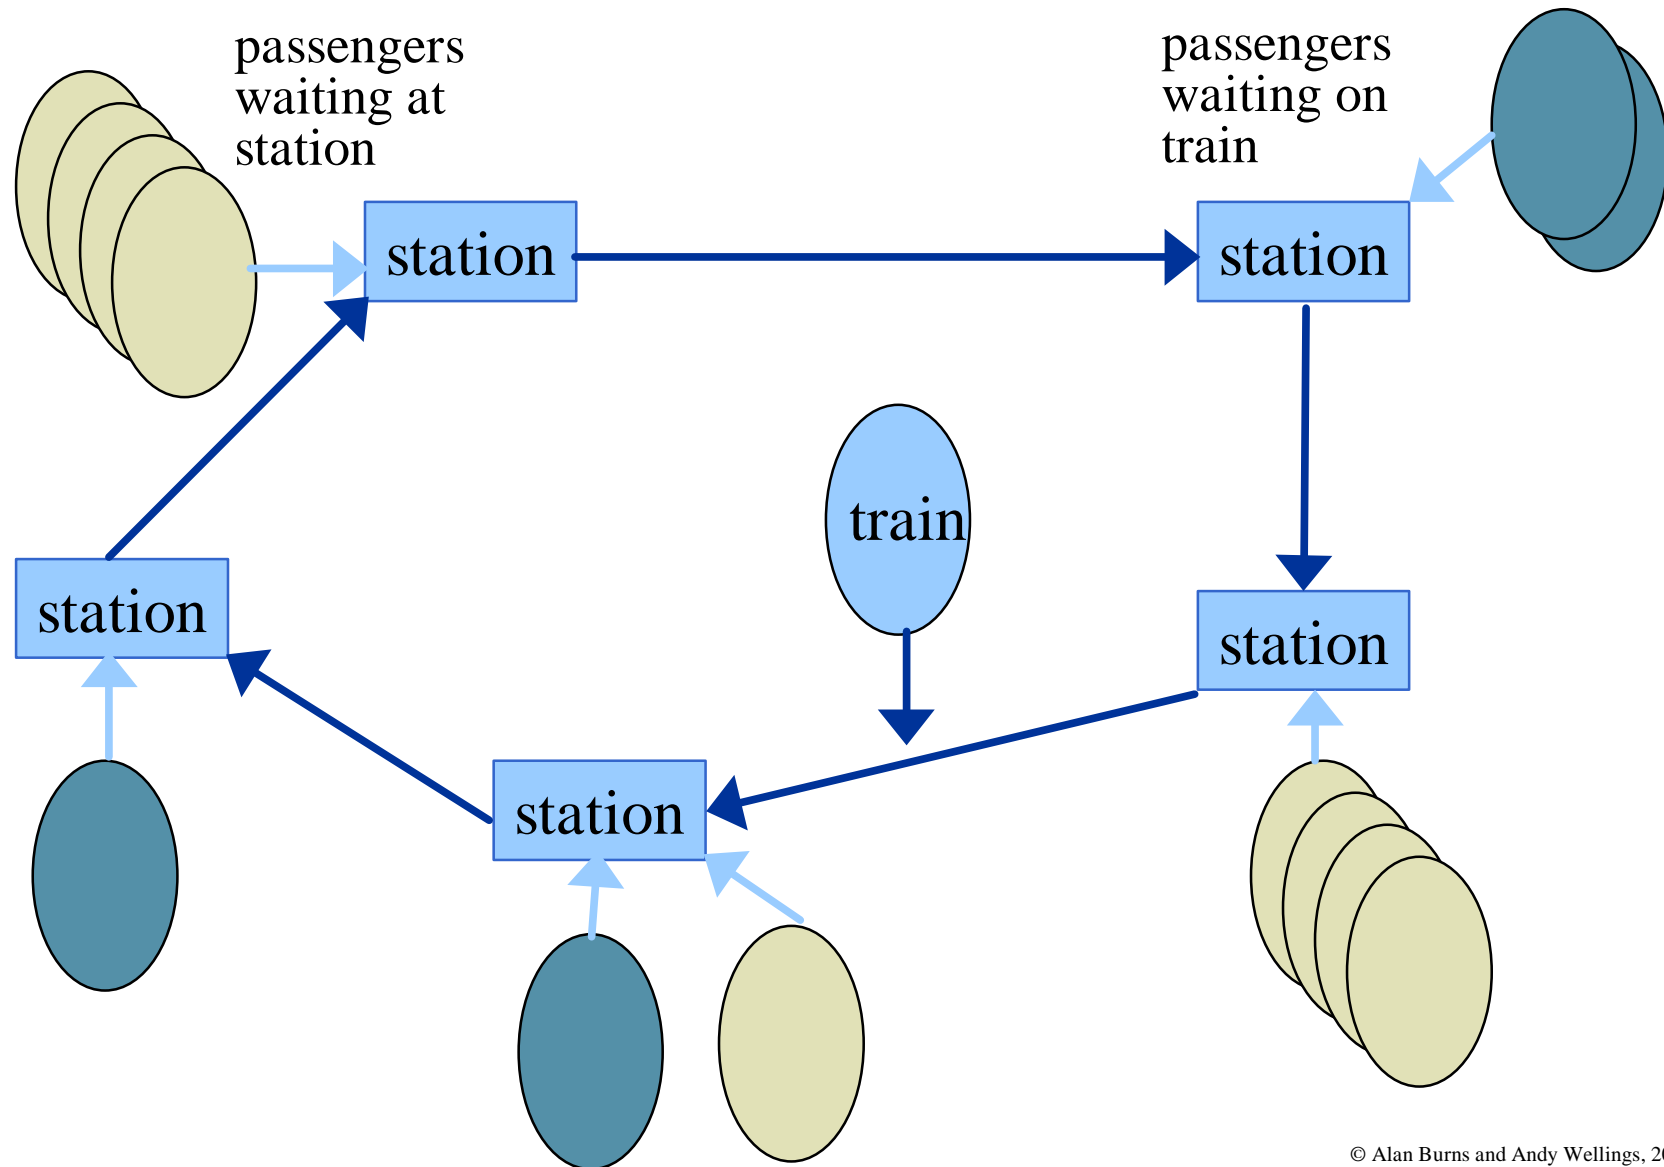 passengers
waiting at
station
passengers
waiting on
train
station
station
train
station
station
station
© Alan Burns and Andy Wellings, 20